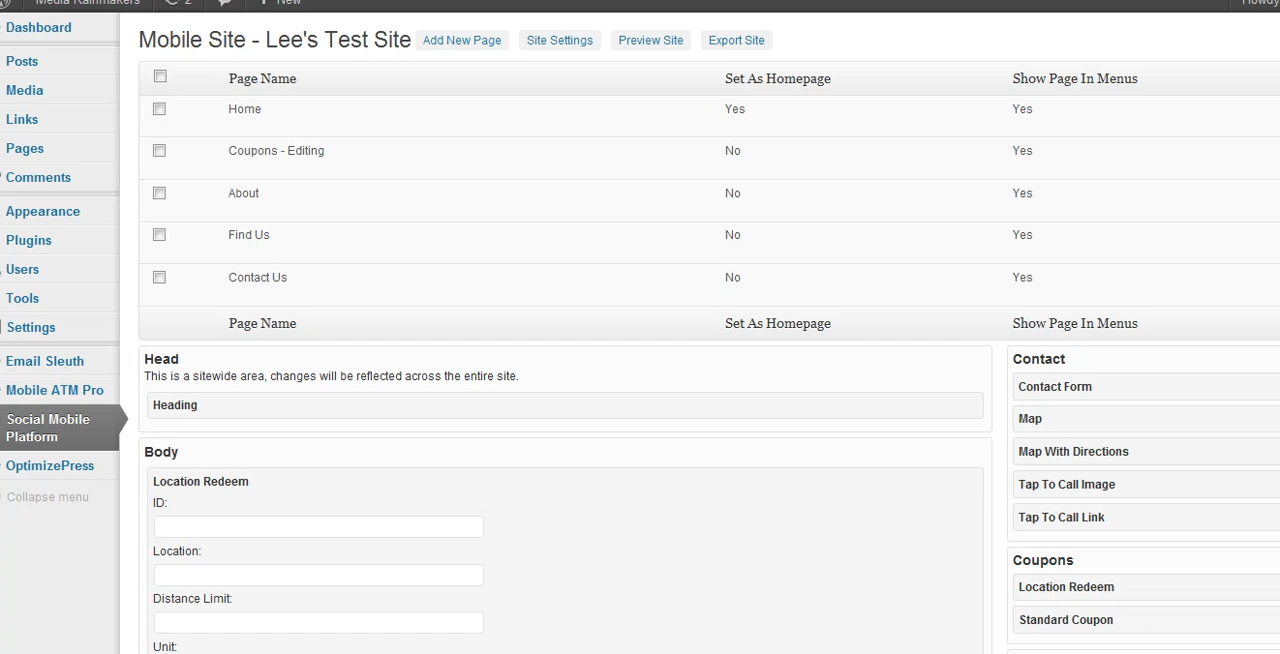 Media Rainmakers 2 New Howdy
Dashboard
Posts
Media
Links
Pages
Comments
Appearance
Plugins
Users
Tools
Settings
Email Sleuth
Mobile ATM Pro
Social Mobile
Platform
OptimizePress
Collapse menu
Mobile Site - Lee's Test Site Add New Page Site Settings Preview Site Export Site
Page Name Set As Homepage Show Page In Menus
Home Yes Yes
Coupons - Editing No Yes
About No Yes
Find Us No Yes
Contact Us No Yes
Page Name Set As Homepage Show Page In Menus
Head
This is a sitewide area, changes will be reflected across the entire site.
Heading
Body
Location Redeem
ID:
Location:
Distance Limit:
Unit:
Contact
Contact Form
Map
Map With Directions
Tap To Call Image
Tap To Call Link
Coupons
Location Redeem
Standard Coupon